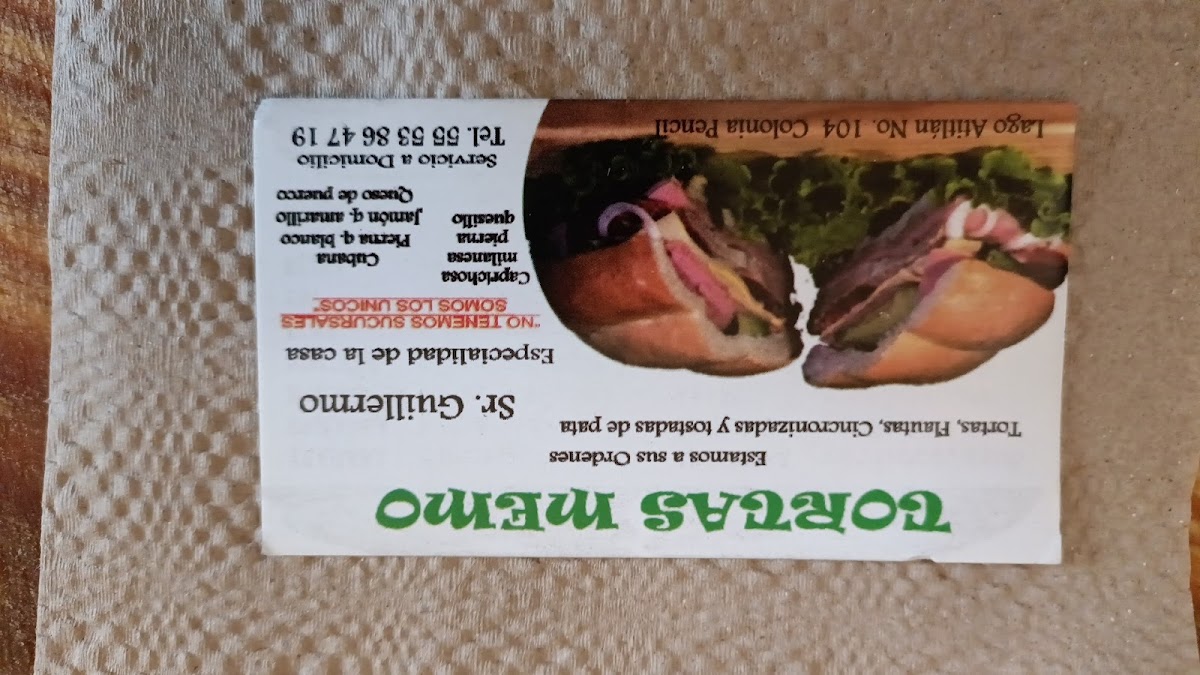 TORTAS MEMO
Estamos a sus Ordenes
Tortas, Flautas, Cincronizadas y tostadas de pata
Sr. Guillermo
Especialidad de la casa
"NO TENEMOS SUCURSALES
SOMOS LOS UNICOS"
Caprichosa
milanesa
pierna
quesillo
Cubana
Pierna q. blanco
Jamón q. amarillo
Queso de puerco
Servicio a Domicilio
Tel. 55 53 86 47 19
Lago Atitlán No. 104 Colonia Pencil